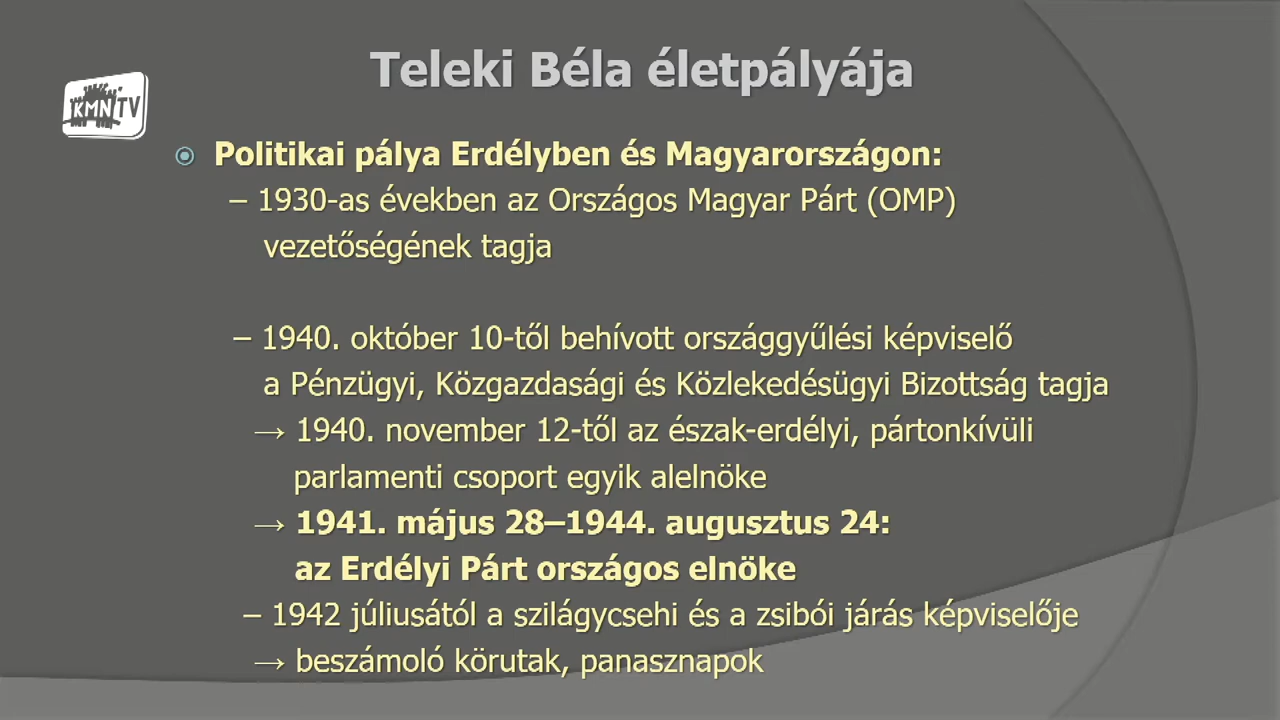 Teleki Béla életpályája
KMN TV
Politikai pálya Erdélyben és Magyarországon:
– 1930-as években az Országos Magyar Párt (OMP)
vezetőségének tagja
– 1940. október 10-től behívott országgyűlési képviselő
a Pénzügyi, Közgazdasági és Közlekedésügyi Bizottság tagja
→ 1940. november 12-től az észak-erdélyi, pártonkívüli
parlamenti csoport egyik alelnöke
→ 1941. május 28–1944. augusztus 24:
az Erdélyi Párt országos elnöke
– 1942 júliusától a szilágycsehi és a zsibói járás képviselője
→ beszámoló körutak, panasznapok